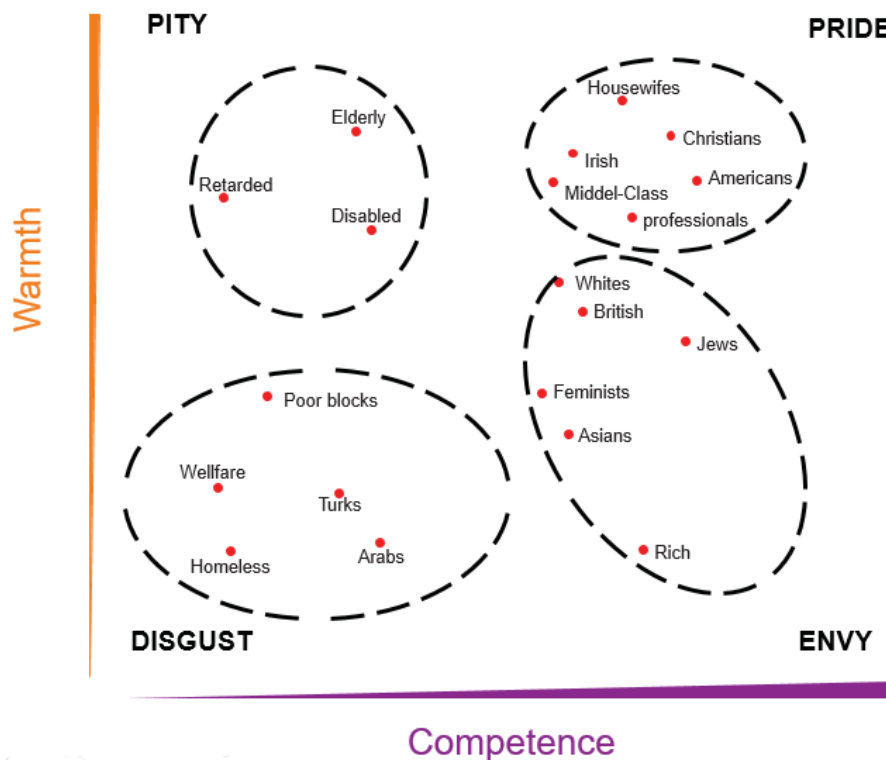 PITY
PRIDE
Housewifes
Elderly
Christians
Irish
Retarded
Americans
Middel-Class
Disabled
professionals
Warmth
Whites
British
Jews
Feminists
Poor blocks
Asians
Wellfare
Turks
Rich
Arabs
Homeless
DISGUST
ENVY
Competence